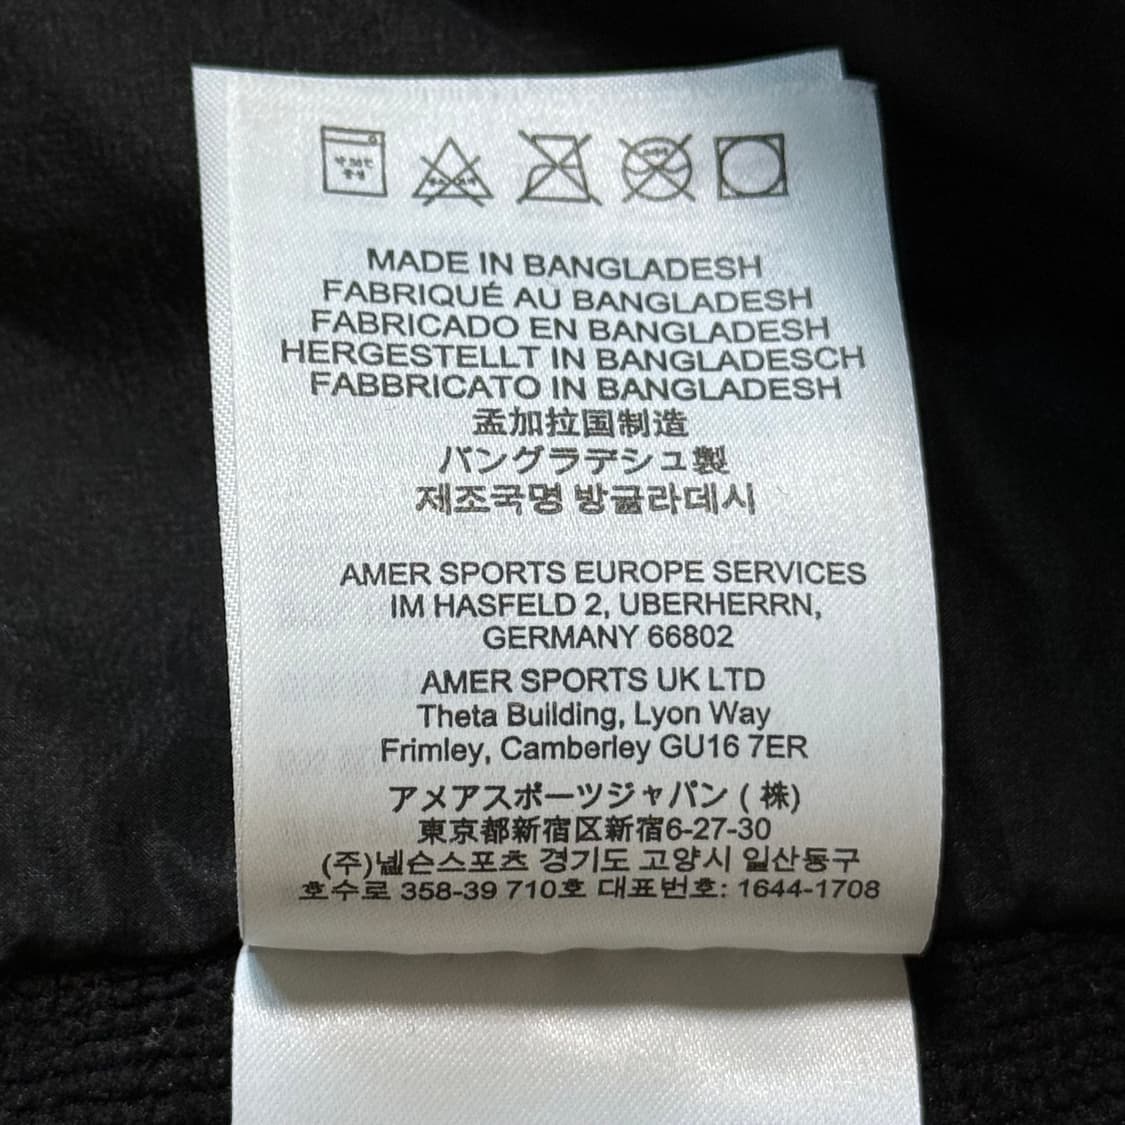 MADE IN BANGLADESH
FABRIQUÉ AU BANGLADESH
FABRICADO EN BANGLADESH
HERGESTELLT IN BANGLADESCH
FABBRICATO IN BANGLADESH
孟加拉国制造
バングラデシュ製
제조국명 방글라데시
AMER SPORTS EUROPE SERVICES
IM HASFELD 2, UBERHERRN,
GERMANY 66802
AMER SPORTS UK LTD
Theta Building, Lyon Way
Frimley, Camberley GU16 7ER
アメアスポーツジャパン ( 株)
東京都新宿区新宿6-27-30
(주)넬슨스포츠 경기도 고양시 일산동구
호수로 358-39 710호 대표번호: 1644-1708